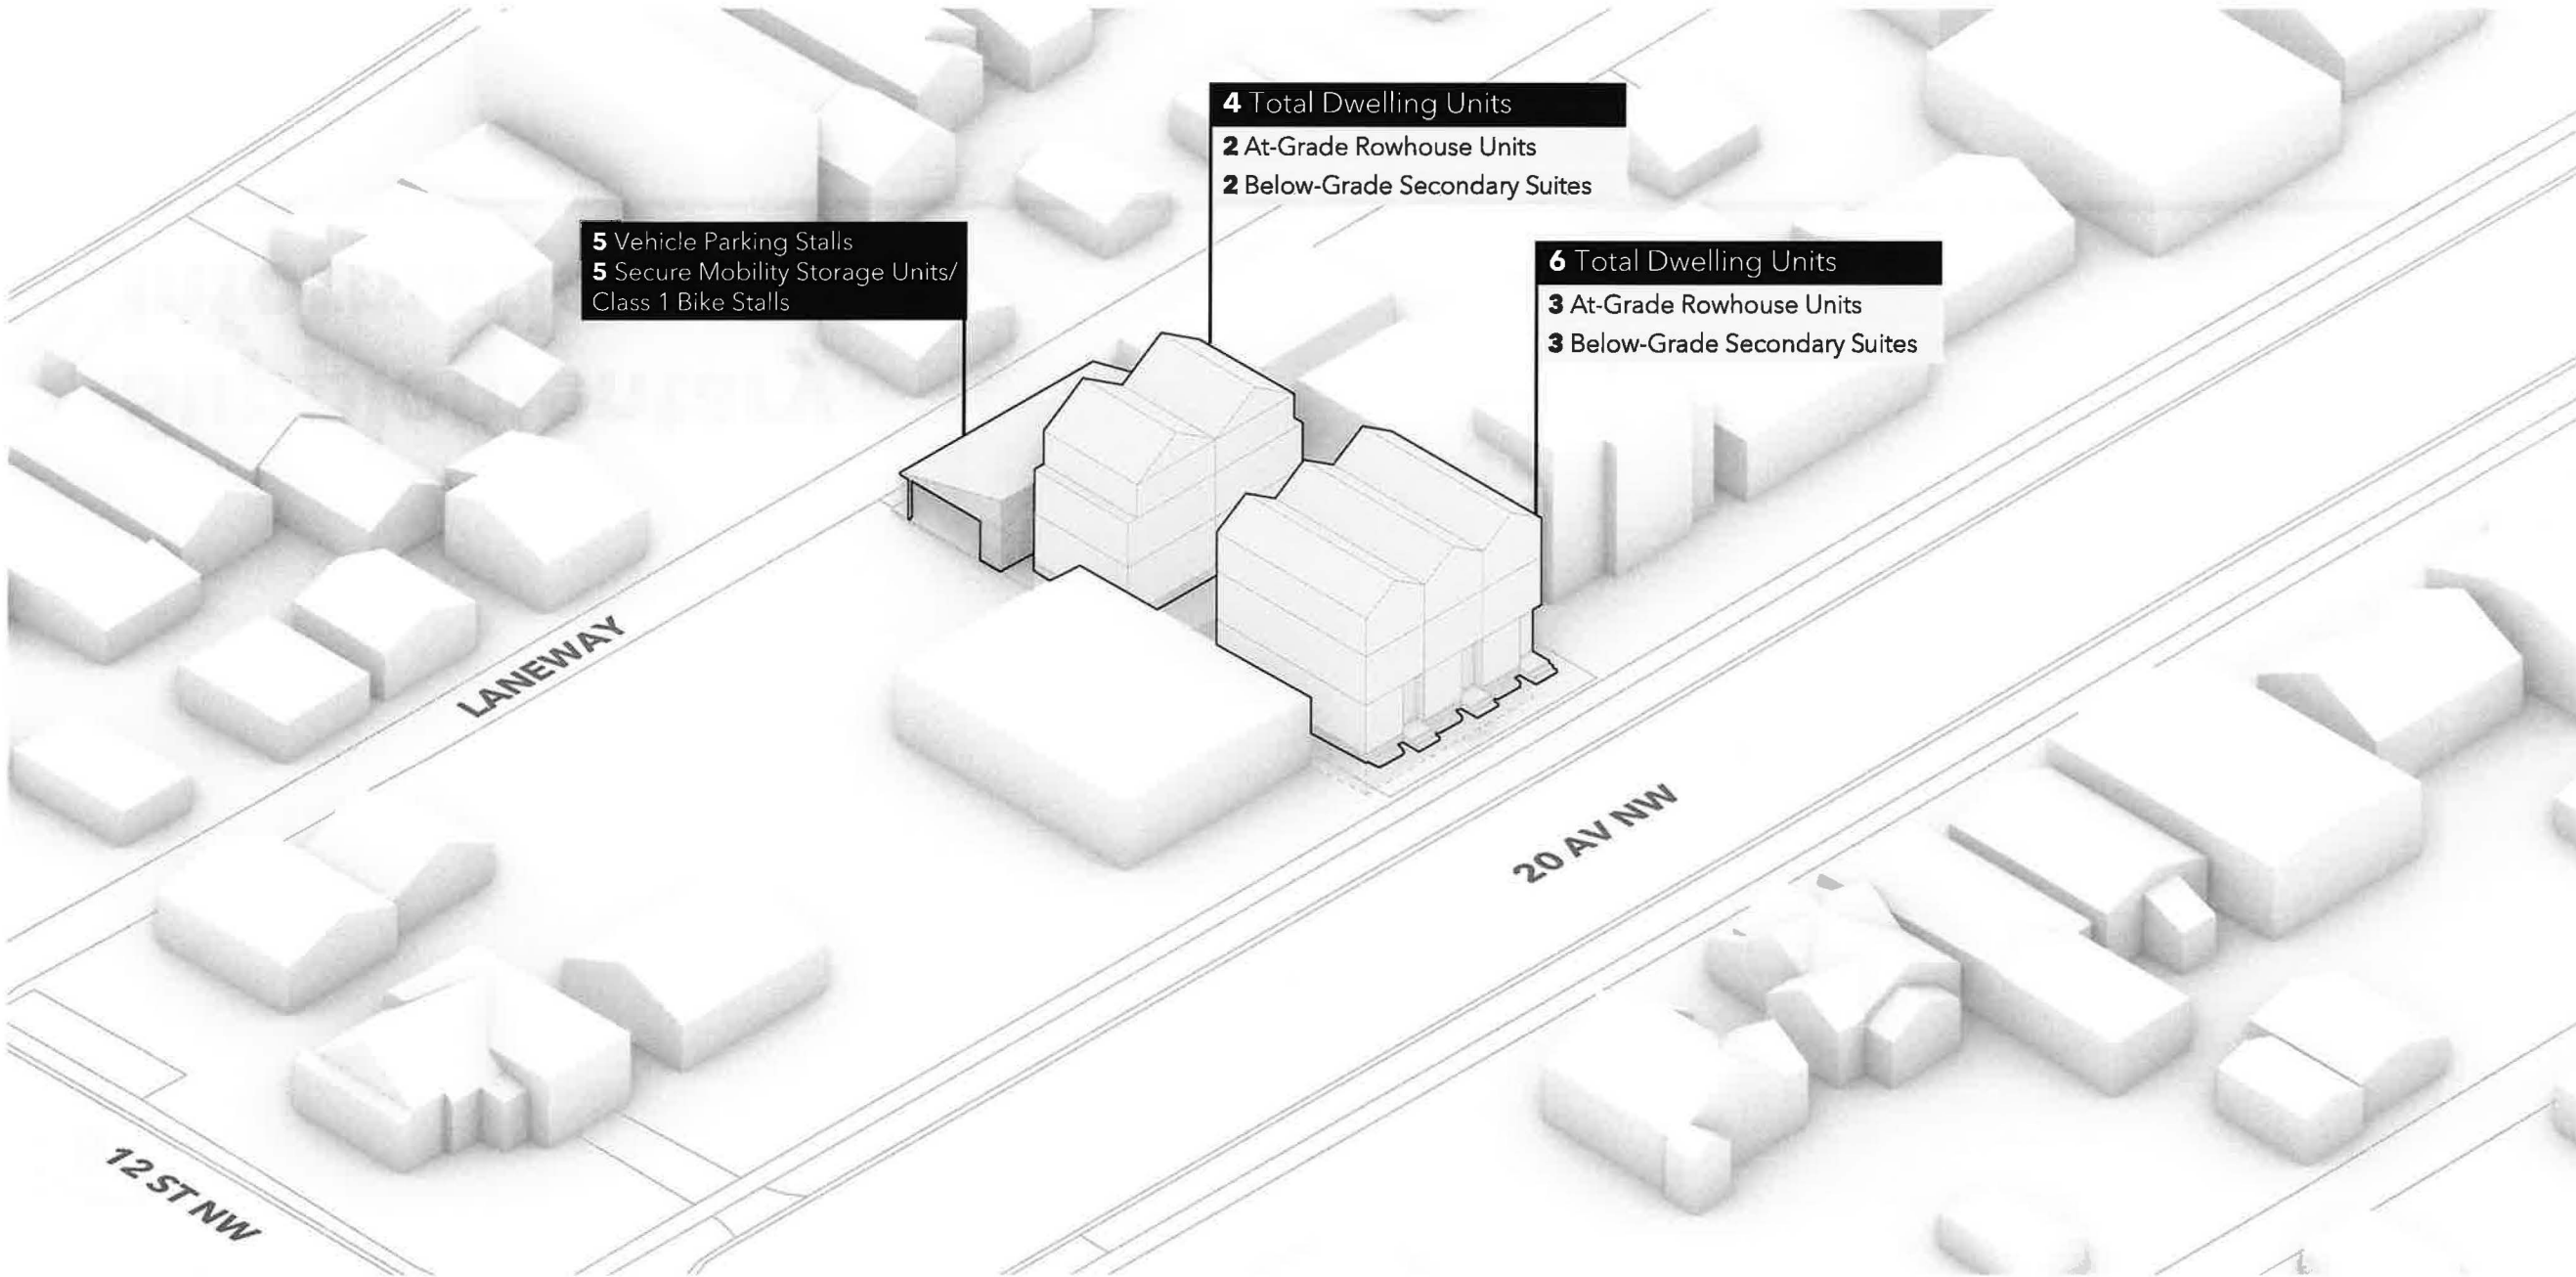 4 Total Dwelling Units
2 At-Grade Rowhouse Units
2 Below-Grade Secondary Suites
5 Vehicle Parking Stalls
5 Secure Mobility Storage Units/
Class 1 Bike Stalls
6 Total Dwelling Units
3 At-Grade Rowhouse Units
3 Below-Grade Secondary Suites
LANEWAY
20 AV NW
12 ST NW